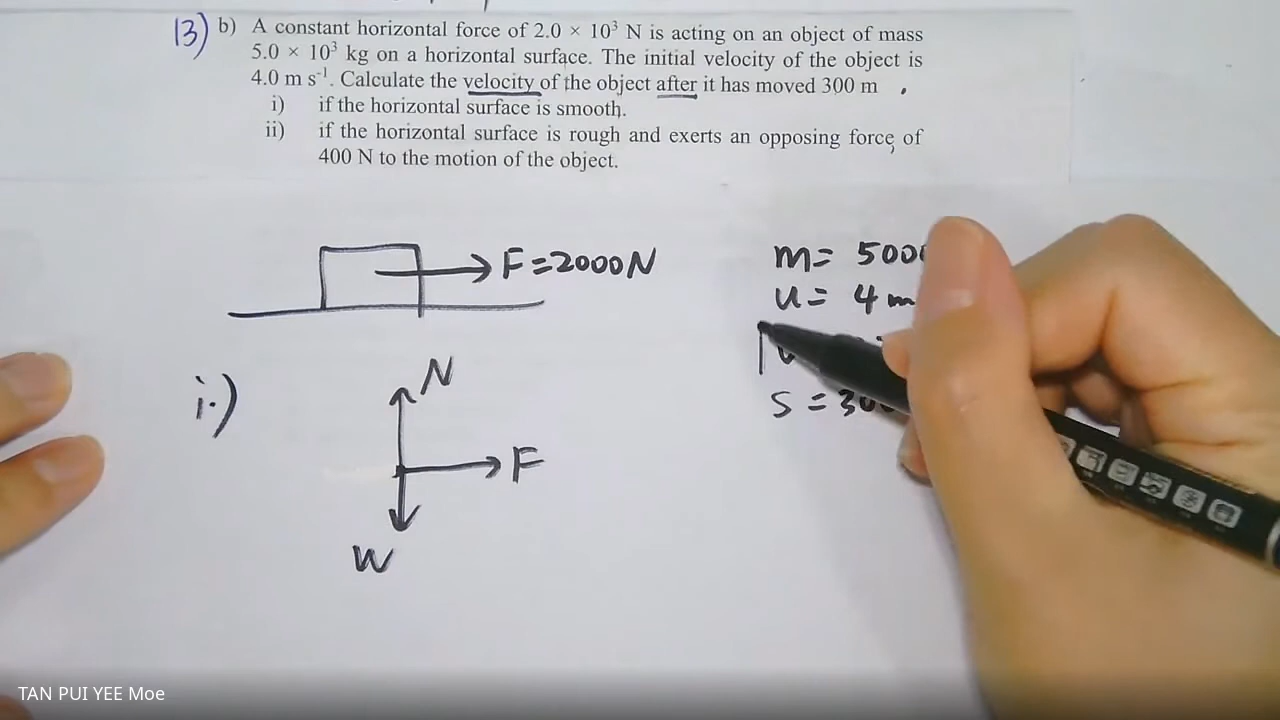 13) b) A constant horizontal force of 2.0 × 10³ N is acting on an object of mass
5.0 × 10³ kg on a horizontal surface. The initial velocity of the object is
4.0 m s⁻¹. Calculate the velocity of the object after it has moved 300 m
i) if the horizontal surface is smooth.
ii) if the horizontal surface is rough and exerts an opposing force of
400 N to the motion of the object.
F=2000N
m= 500
u= 4 m
s = 30
i.)
N
F
W
TAN PUI YEE Moe